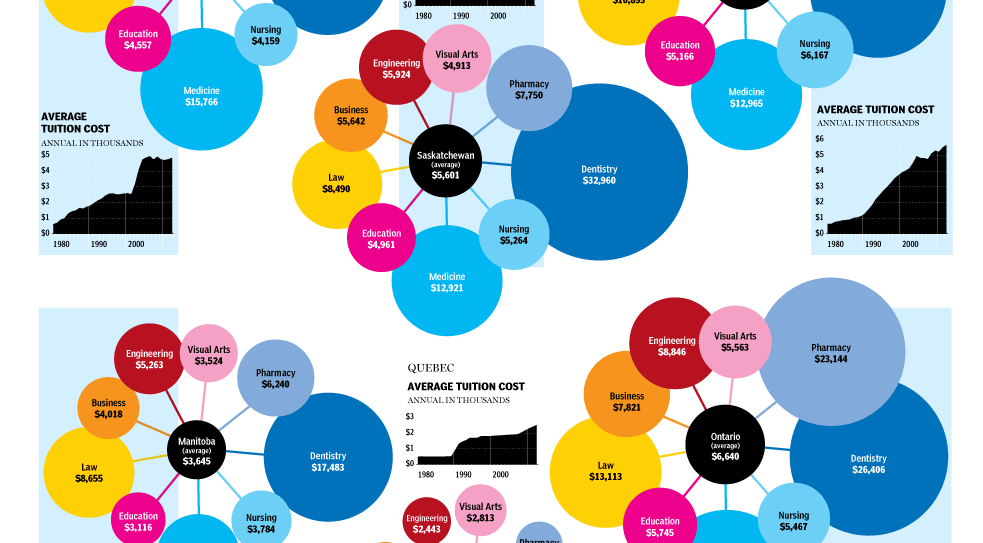 $0
1980 1990 2000
$10,895
Education
$4,557
Nursing
$4,159
Medicine
$15,766
AVERAGE
TUITION COST
ANNUAL IN THOUSANDS
$5
$4
$3
$2
$1
$0
1980 1990 2000
Engineering
$5,924
Visual Arts
$4,913
Pharmacy
$7,750
Business
$5,642
Saskatchewan
(average)
$5,601
Dentistry
$32,960
Law
$8,490
Education
$4,961
Nursing
$5,264
Medicine
$12,921
Education
$5,166
Nursing
$6,167
Medicine
$12,965
AVERAGE TUITION COST
ANNUAL IN THOUSANDS
$6
$5
$4
$3
$2
$1
$0
1980 1990 2000
Engineering
$5,263
Visual Arts
$3,524
Pharmacy
$6,240
Business
$4,018
Manitoba
(average)
$3,645
Dentistry
$17,483
Law
$8,655
Education
$3,116
Nursing
$3,784
QUEBEC
AVERAGE TUITION COST
ANNUAL IN THOUSANDS
$3
$2
$1
$0
1980 1990 2000
Engineering
$2,443
Visual Arts
$2,813
Pharmacy
Engineering
$8,846
Visual Arts
$5,563
Pharmacy
$23,144
Business
$7,821
Ontario
(average)
$6,640
Dentistry
$26,406
Law
$13,113
Education
$5,745
Nursing
$5,467